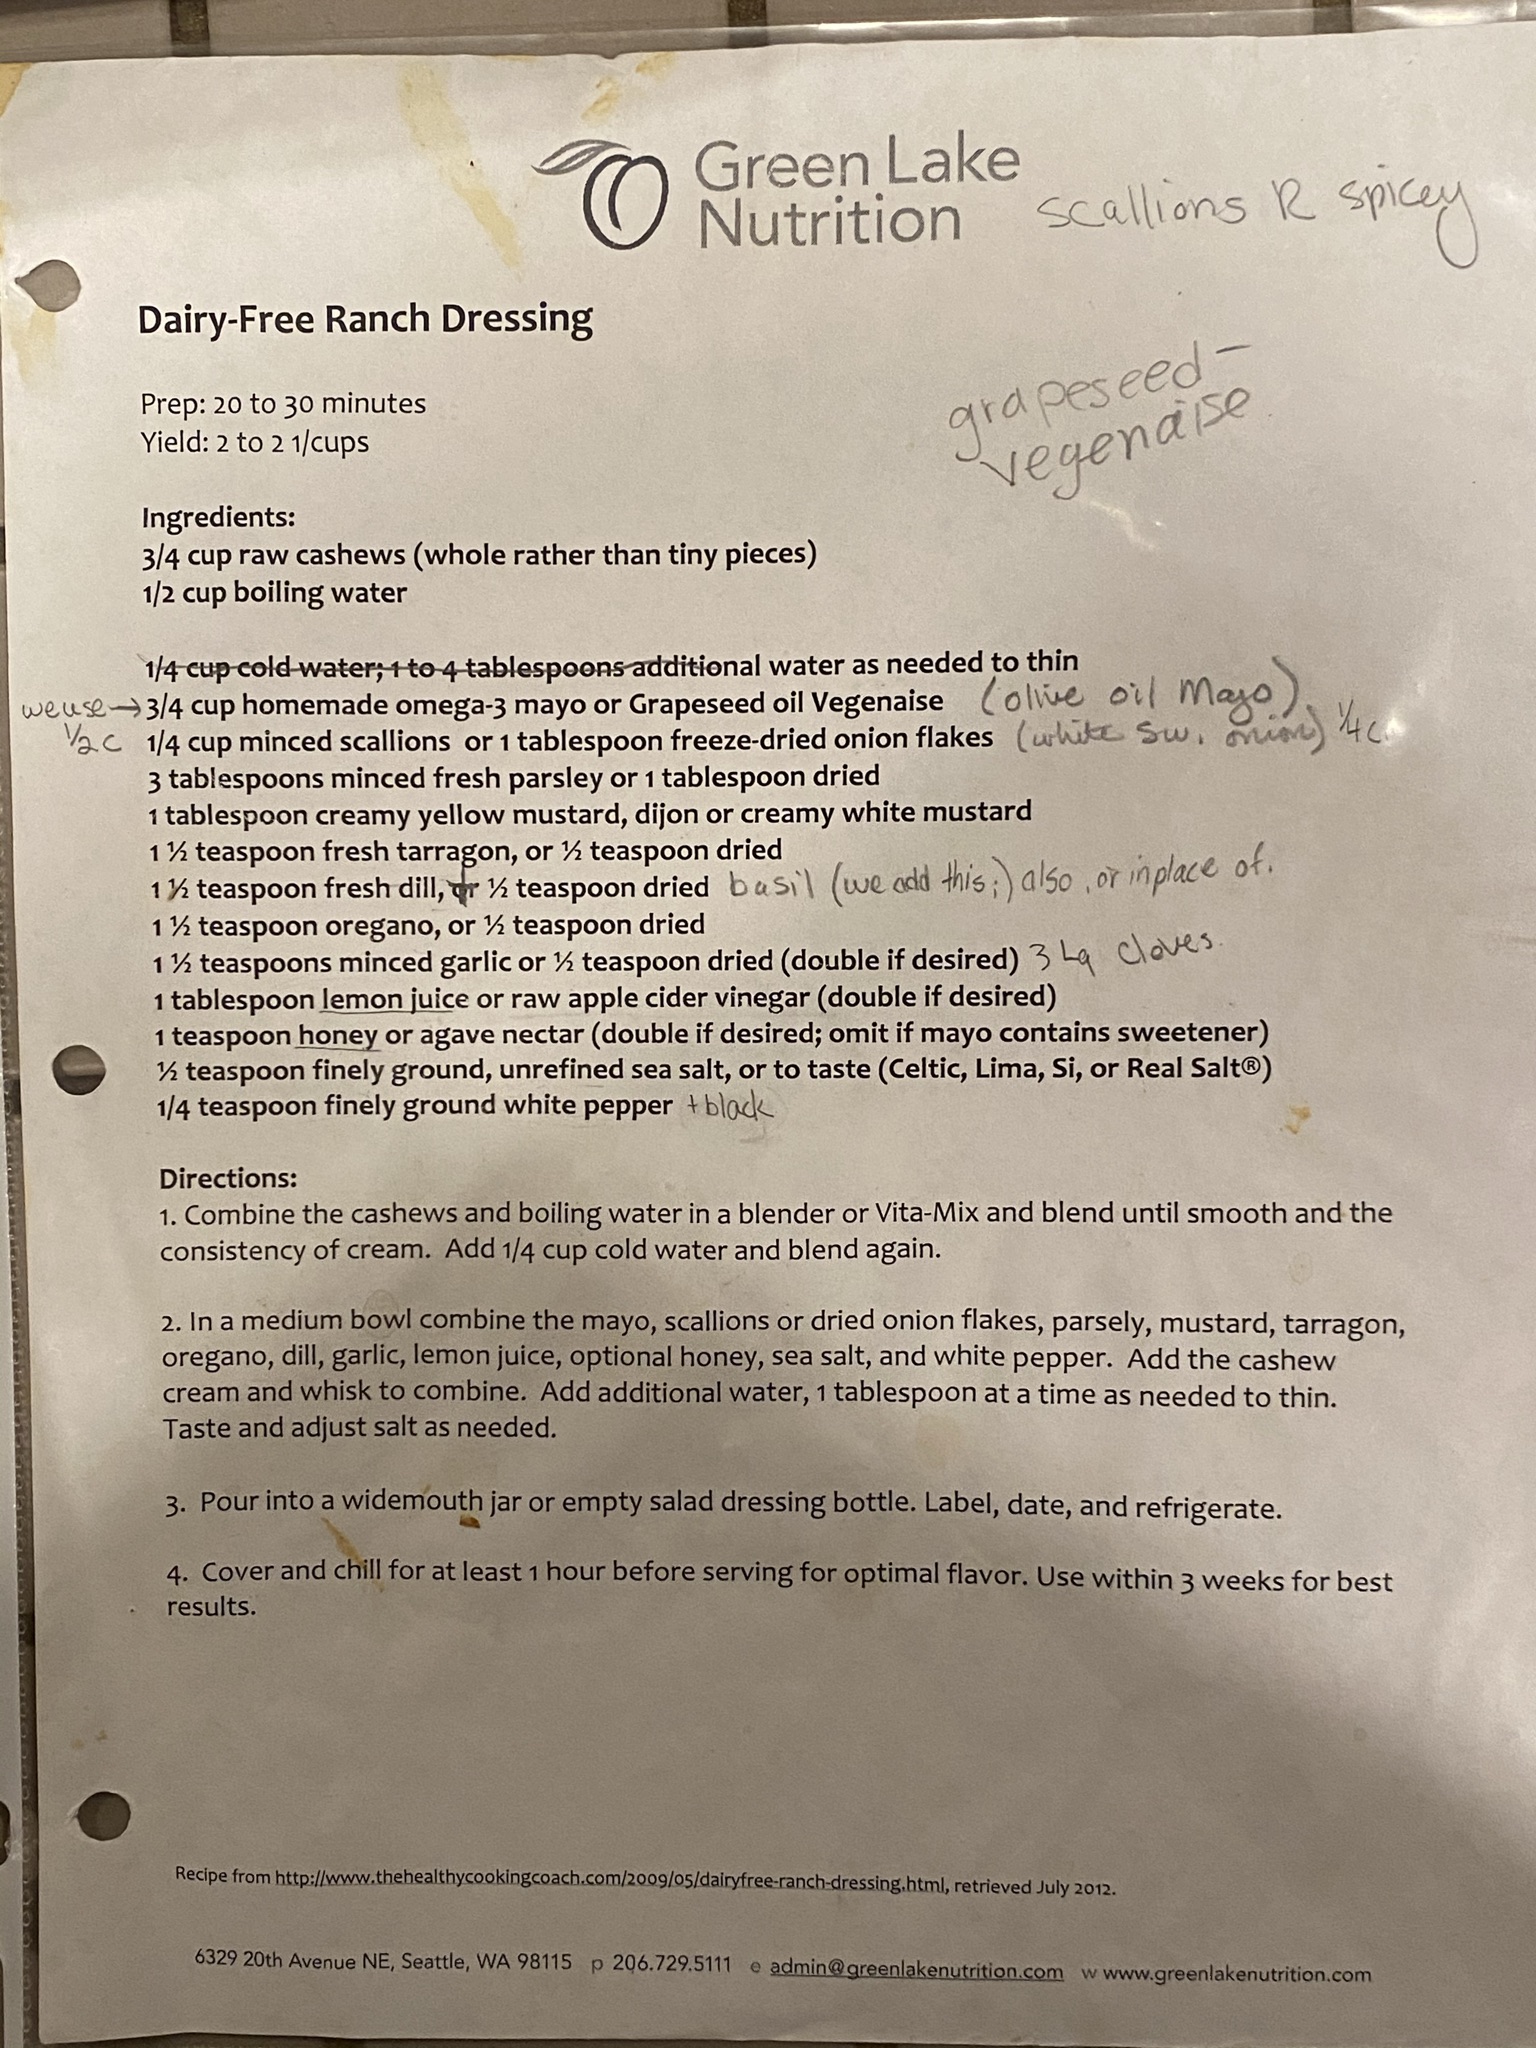 Green Lake
Nutrition
scallions R spicey
Dairy-Free Ranch Dressing
grapeseed-
vegenaise
Prep: 20 to 30 minutes
Yield: 2 to 2 1/cups
Ingredients:
3/4 cup raw cashews (whole rather than tiny pieces)
1/2 cup boiling water
1/4 cup cold water; 1 to 4 tablespoons additional water as needed to thin
we use → 3/4 cup homemade omega-3 mayo or Grapeseed oil Vegenaise (olive oil Mayo)
1/2 c 1/4 cup minced scallions or 1 tablespoon freeze-dried onion flakes (white sw. onion) 1/4 c.
3 tablespoons minced fresh parsley or 1 tablespoon dried
1 tablespoon creamy yellow mustard, dijon or creamy white mustard
1 ½ teaspoon fresh tarragon, or ½ teaspoon dried
1 ½ teaspoon fresh dill, or ½ teaspoon dried basil (we add this;) also, or in place of.
1 ½ teaspoon oregano, or ½ teaspoon dried
1 ½ teaspoons minced garlic or ½ teaspoon dried (double if desired) 3 Lg cloves.
1 tablespoon lemon juice or raw apple cider vinegar (double if desired)
1 teaspoon honey or agave nectar (double if desired; omit if mayo contains sweetener)
½ teaspoon finely ground, unrefined sea salt, or to taste (Celtic, Lima, Si, or Real Salt®)
1/4 teaspoon finely ground white pepper + black
Directions:
1. Combine the cashews and boiling water in a blender or Vita-Mix and blend until smooth and the
consistency of cream. Add 1/4 cup cold water and blend again.
2. In a medium bowl combine the mayo, scallions or dried onion flakes, parsely, mustard, tarragon,
oregano, dill, garlic, lemon juice, optional honey, sea salt, and white pepper. Add the cashew
cream and whisk to combine. Add additional water, 1 tablespoon at a time as needed to thin.
Taste and adjust salt as needed.
3. Pour into a widemouth jar or empty salad dressing bottle. Label, date, and refrigerate.
4. Cover and chill for at least 1 hour before serving for optimal flavor. Use within 3 weeks for best
results.
Recipe from http://www.thehealthycookingcoach.com/2009/05/dairyfree-ranch-dressing.html, retrieved July 2012.
6329 20th Avenue NE, Seattle, WA 98115 p 206.729.5111 e admin@greenlakenutrition.com w www.greenlakenutrition.com